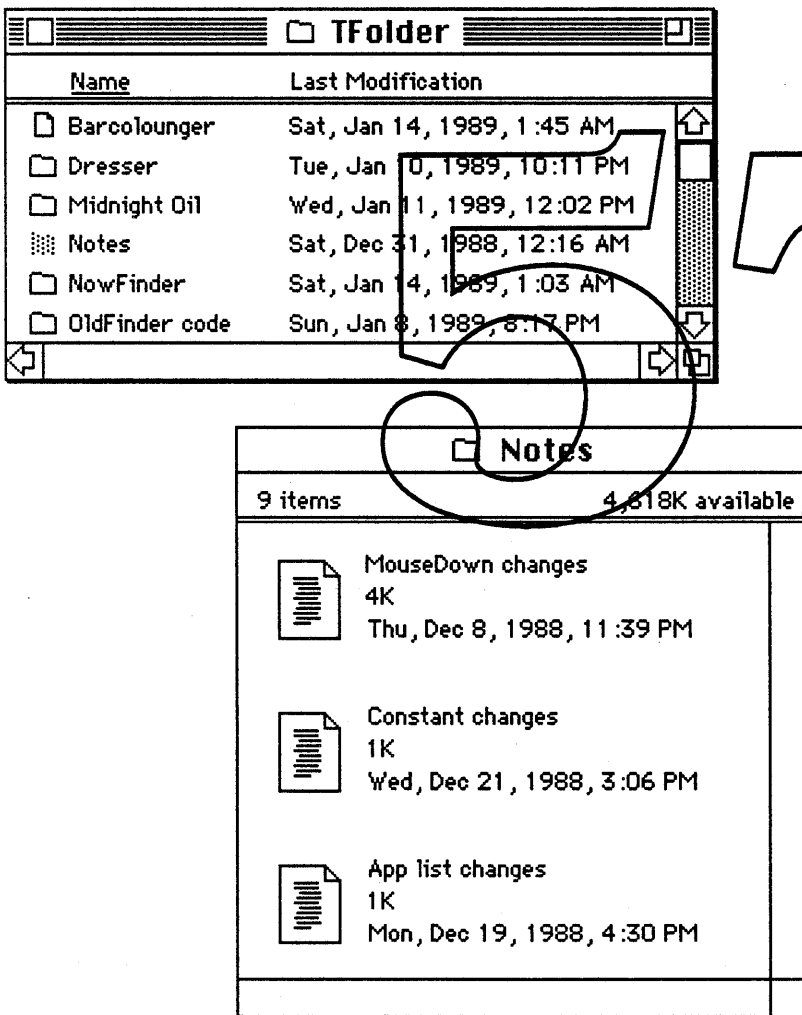 TFolder
Name Last Modification
Barcolounger Sat, Jan 14, 1989, 1:45 AM
Dresser Tue, Jan 10, 1989, 10:11 PM
Midnight Oil Wed, Jan 11, 1989, 12:02 PM
Notes Sat, Dec 31, 1988, 12:16 AM
NowFinder Sat, Jan 14, 1989, 1:03 AM
OldFinder code Sun, Jan 8, 1989, 8:17 PM
5
Notes
9 items 4,618K available
MouseDown changes
4K
Thu, Dec 8, 1988, 11:39 PM
Constant changes
1K
Wed, Dec 21, 1988, 3:06 PM
App list changes
1K
Mon, Dec 19, 1988, 4:30 PM